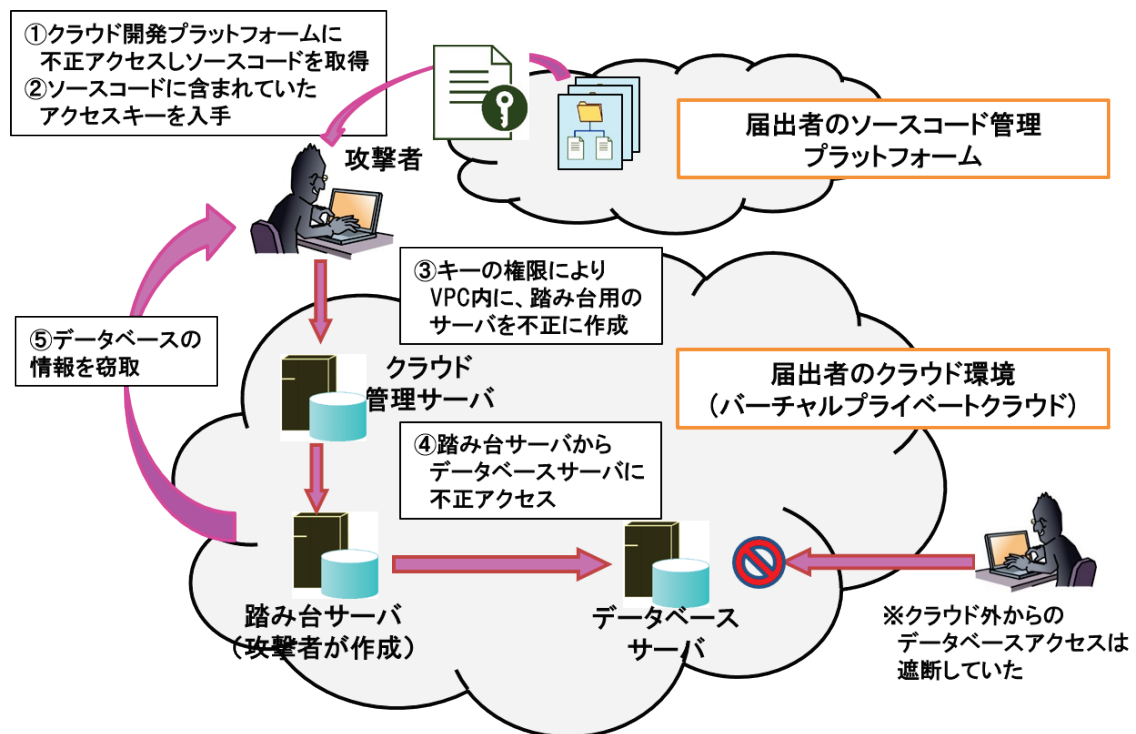 ①クラウド開発プラットフォームに
不正アクセスしソースコードを取得
②ソースコードに含まれていた
アクセスキーを入手
攻撃者
届出者のソースコード管理
プラットフォーム
③キーの権限により
VPC内に、踏み台用の
サーバを不正に作成
⑤データベースの
情報を窃取
クラウド
管理サーバ
届出者のクラウド環境
(バーチャルプライベートクラウド)
④踏み台サーバから
データベースサーバに
不正アクセス
踏み台サーバ
(攻撃者が作成)
データベース
サーバ
※クラウド外からの
データベースアクセスは
遮断していた